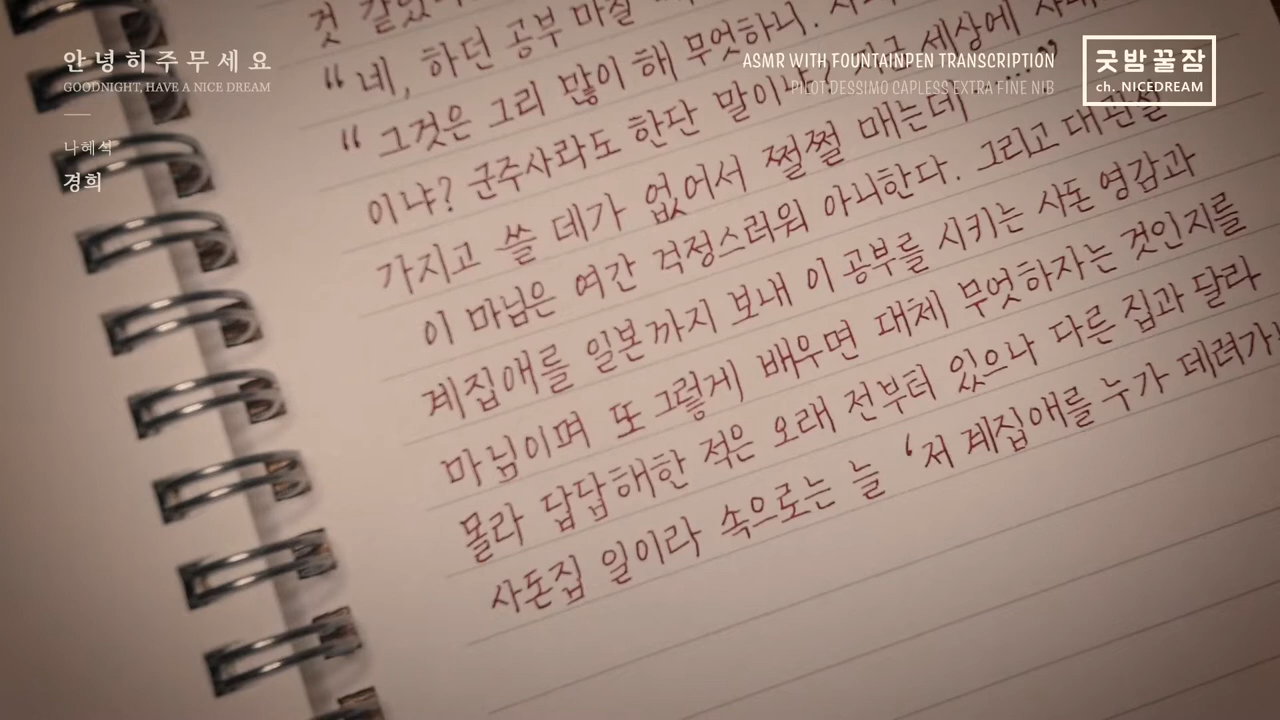 안녕히주무세요
GOODNIGHT, HAVE A NICE DREAM
나혜석
경희
ASMR WITH FOUNTAINPEN TRANSCRIPTION
PILOT DESSIMO CAPLESS EXTRA FINE NIB
굿밤꿀잠
ch. NICEDREAM
것 같았
“네, 하던 공부 마칠
“그것은 그리 많이 해 무엇하니.
이냐? 군주사라도 한단 말이냐? 지금 세상에
가지고 쓸 데가 없어서 쩔쩔 매는데 ……”
이 마님은 여간 걱정스러워 아니한다. 그리고 대관절
계집애를 일본까지 보내 이 공부를 시키는 사돈 영감과
마님이며 또 그렇게 배우면 대체 무엇하자는 것인지를
몰라 답답해한 적은 오래 전부터 있으나 다른 집과 달라
사돈집 일이라 속으로는 늘 ‘저 계집애를 누가 데려가